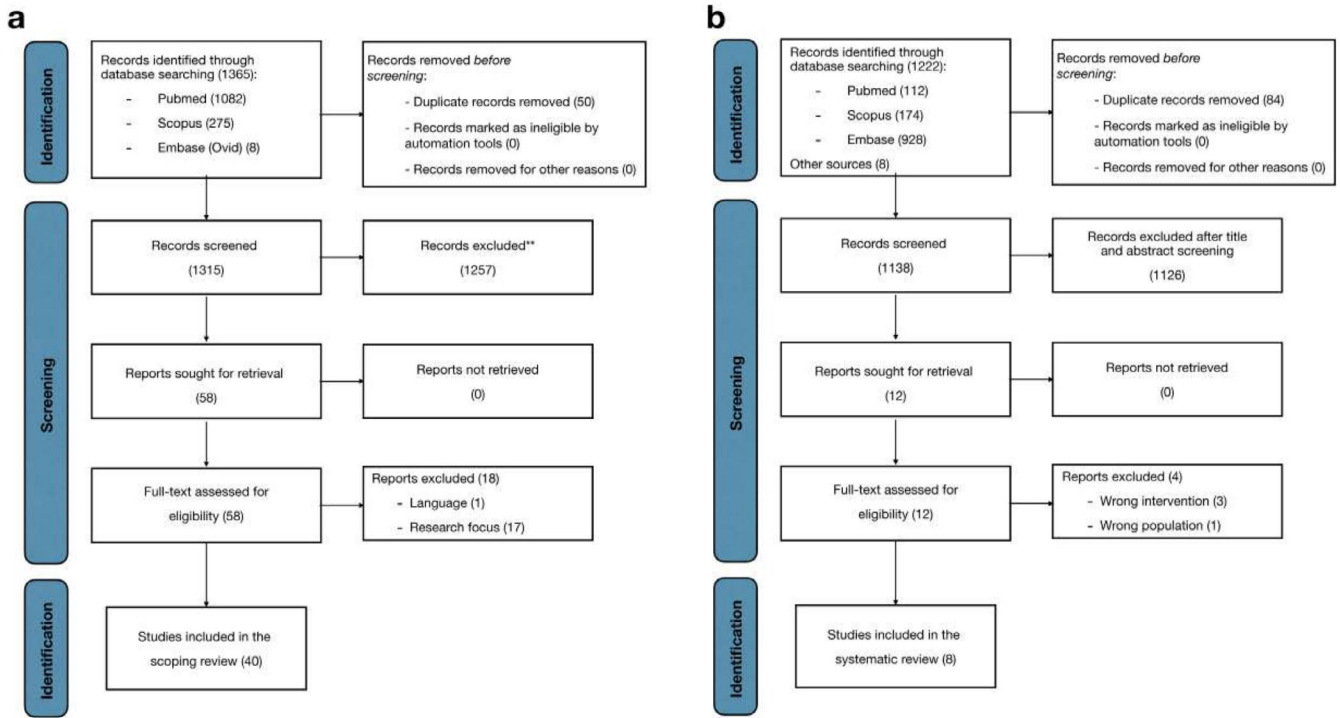 a
Identification
Records identified through
database searching (1365):
- Pubmed (1082)
- Scopus (275)
- Embase (Ovid) (8)
Records removed before
screening:
- Duplicate records removed (50)
- Records marked as ineligible by
automation tools (0)
- Records removed for other reasons (0)
Screening
Records screened
(1315)
Records excluded**
(1257)
Reports sought for retrieval
(58)
Reports not retrieved
(0)
Full-text assessed for
eligibility (58)
Reports excluded (18)
- Language (1)
- Research focus (17)
Identification
Studies included in the
scoping review (40)
b
Identification
Records identified through
database searching (1222):
- Pubmed (112)
- Scopus (174)
- Embase (928)
Other sources (8)
Records removed before
screening:
- Duplicate records removed (84)
- Records marked as ineligible by
automation tools (0)
- Records removed for other reasons (0)
Screening
Records screened
(1138)
Records excluded after title
and abstract screening
(1126)
Reports sought for retrieval
(12)
Reports not retrieved
(0)
Full-text assessed for
eligibility (12)
Reports excluded (4)
- Wrong intervention (3)
- Wrong population (1)
Identification
Studies included in the
systematic review (8)